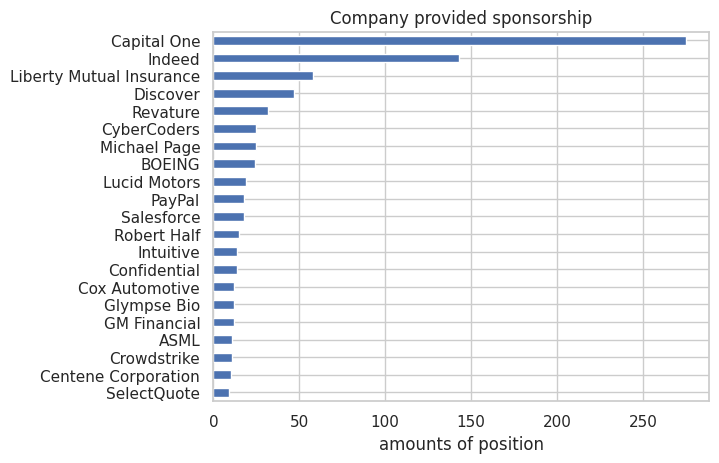 Company provided sponsorship
Capital One
Indeed
Liberty Mutual Insurance
Discover
Revature
CyberCoders
Michael Page
BOEING
Lucid Motors
PayPal
Salesforce
Robert Half
Intuitive
Confidential
Cox Automotive
Glympse Bio
GM Financial
ASML
Crowdstrike
Centene Corporation
SelectQuote
0 50 100 150 200 250
amounts of position